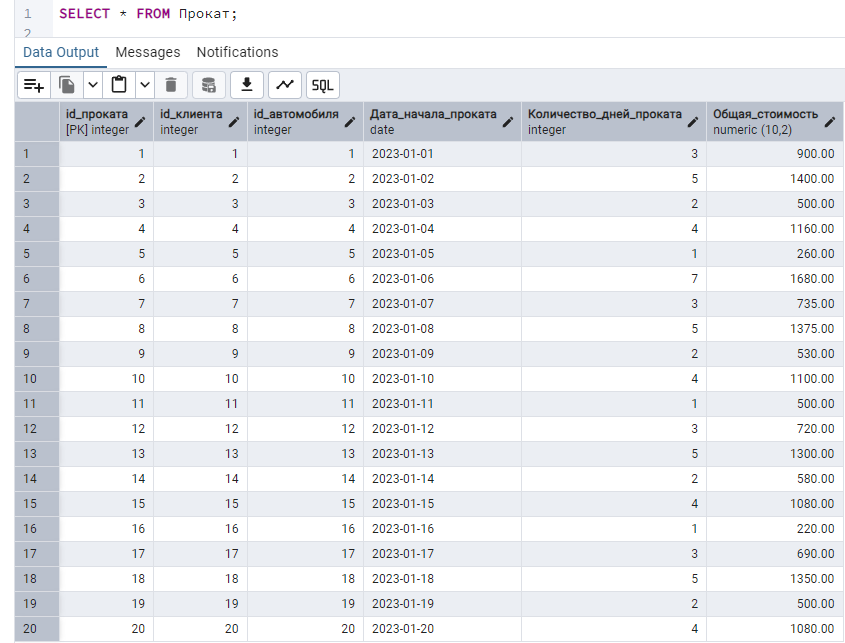 1 SELECT * FROM Прокат;
2
Data Output Messages Notifications
SQL
id_проката id_клиента id_автомобиля Дата_начала_проката Количество_дней_проката Общая_стоимость
[PK] integer integer integer date integer numeric (10,2)
1 1 1 1 2023-01-01 3 900.00
2 2 2 2 2023-01-02 5 1400.00
3 3 3 3 2023-01-03 2 500.00
4 4 4 4 2023-01-04 4 1160.00
5 5 5 5 2023-01-05 1 260.00
6 6 6 6 2023-01-06 7 1680.00
7 7 7 7 2023-01-07 3 735.00
8 8 8 8 2023-01-08 5 1375.00
9 9 9 9 2023-01-09 2 530.00
10 10 10 10 2023-01-10 4 1100.00
11 11 11 11 2023-01-11 1 500.00
12 12 12 12 2023-01-12 3 720.00
13 13 13 13 2023-01-13 5 1300.00
14 14 14 14 2023-01-14 2 580.00
15 15 15 15 2023-01-15 4 1080.00
16 16 16 16 2023-01-16 1 220.00
17 17 17 17 2023-01-17 3 690.00
18 18 18 18 2023-01-18 5 1350.00
19 19 19 19 2023-01-19 2 500.00
20 20 20 20 2023-01-20 4 1080.00